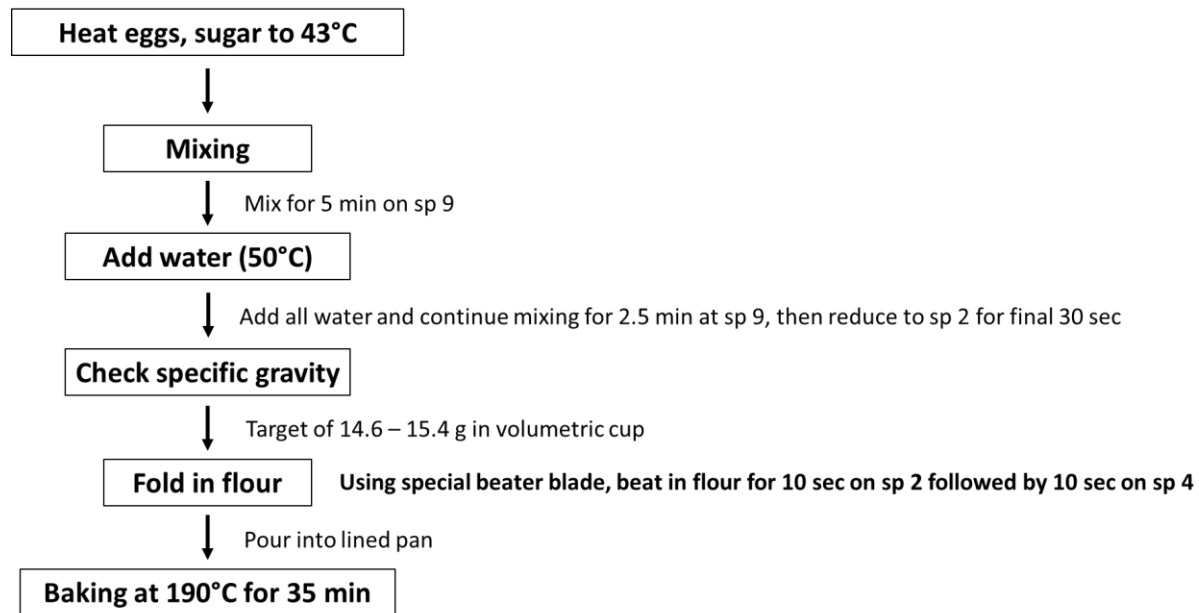 Heat eggs, sugar to 43°C
Mixing
Mix for 5 min on sp 9
Add water (50°C)
Add all water and continue mixing for 2.5 min at sp 9, then reduce to sp 2 for final 30 sec
Check specific gravity
Target of 14.6 – 15.4 g in volumetric cup
Fold in flour
Using special beater blade, beat in flour for 10 sec on sp 2 followed by 10 sec on sp 4
Pour into lined pan
Baking at 190°C for 35 min